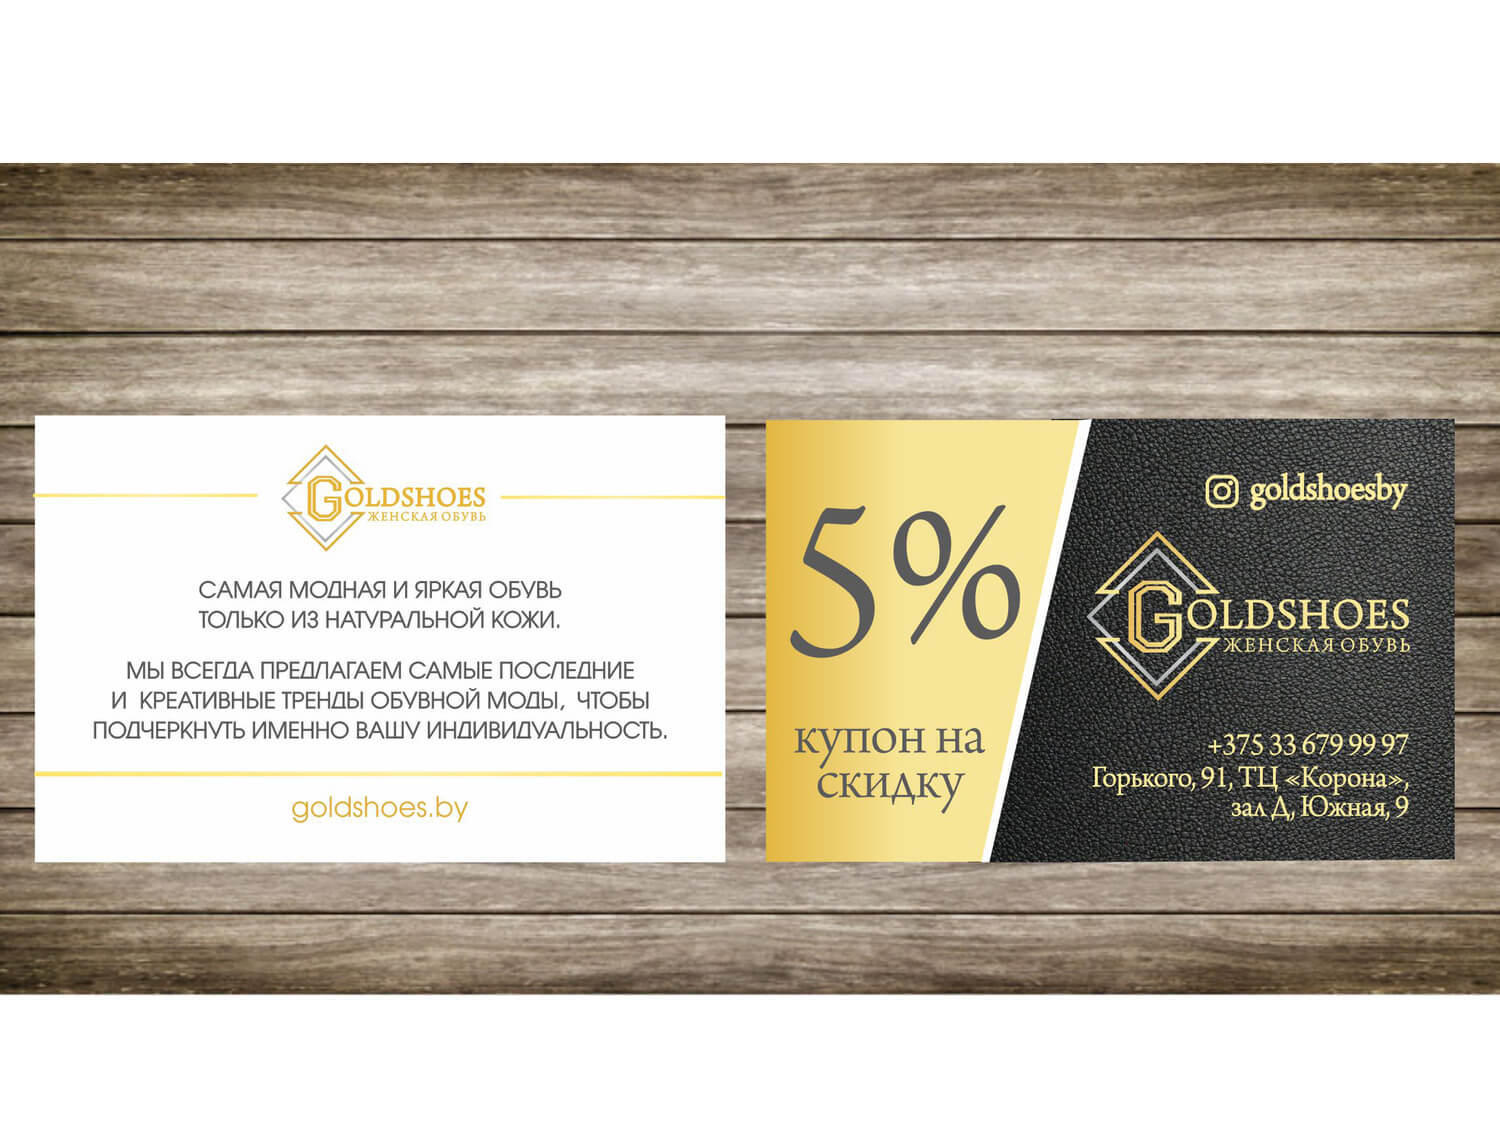 GOLDSHOES
ЖЕНСКАЯ ОБУВЬ
САМАЯ МОДНАЯ И ЯРКАЯ ОБУВЬ
ТОЛЬКО ИЗ НАТУРАЛЬНОЙ КОЖИ.
МЫ ВСЕГДА ПРЕДЛАГАЕМ САМЫЕ ПОСЛЕДНИЕ
И КРЕАТИВНЫЕ ТРЕНДЫ ОБУВНОЙ МОДЫ, ЧТОБЫ
ПОДЧЕРКНУТЬ ИМЕННО ВАШУ ИНДИВИДУАЛЬНОСТЬ.
goldshoes.by
5%
купон на
скидку
goldshoesby
GOLDSHOES
ЖЕНСКАЯ ОБУВЬ
+375 33 679 99 97
Горького, 91, ТЦ «Корона»,
зал Д, Южная, 9